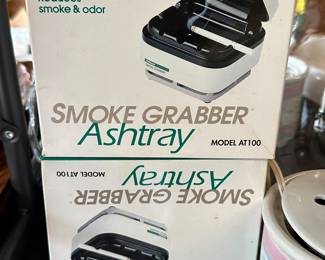 smoke & odor
SMOKE GRABBER
Ashtray
MODEL AT100
MODEL AT100
Ashtray
SMOKE GRABBER